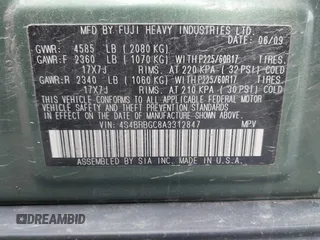 MFD. BY FUJI HEAVY INDUSTRIES LTD.
DATE: 06/09
GVWR: 4585 LB (2080 KG)
GAWR:F 2360 LB (1070 KG) WITH P225/60R17 TIRES.
17X7J RIMS. AT 220 KPA (32 PSI) COLD
GAWR:R 2340 LB (1060 KG) WITH P225/60R17 TIRES.
17X7J RIMS. AT 210 KPA (30 PSI) COLD
THIS VEHICLE CONFORMS TO ALL APPLICABLE FEDERAL MOTOR
VEHICLE SAFETY AND THEFT PREVENTION STANDARDS IN EFFECT
ON THE DATE OF MANUFACTURE SHOWN ABOVE.
VIN: 4S4BRBGC8A3312847 MPV
ASSEMBLED BY SIA INC. IN U.S.A.
DREAMBID